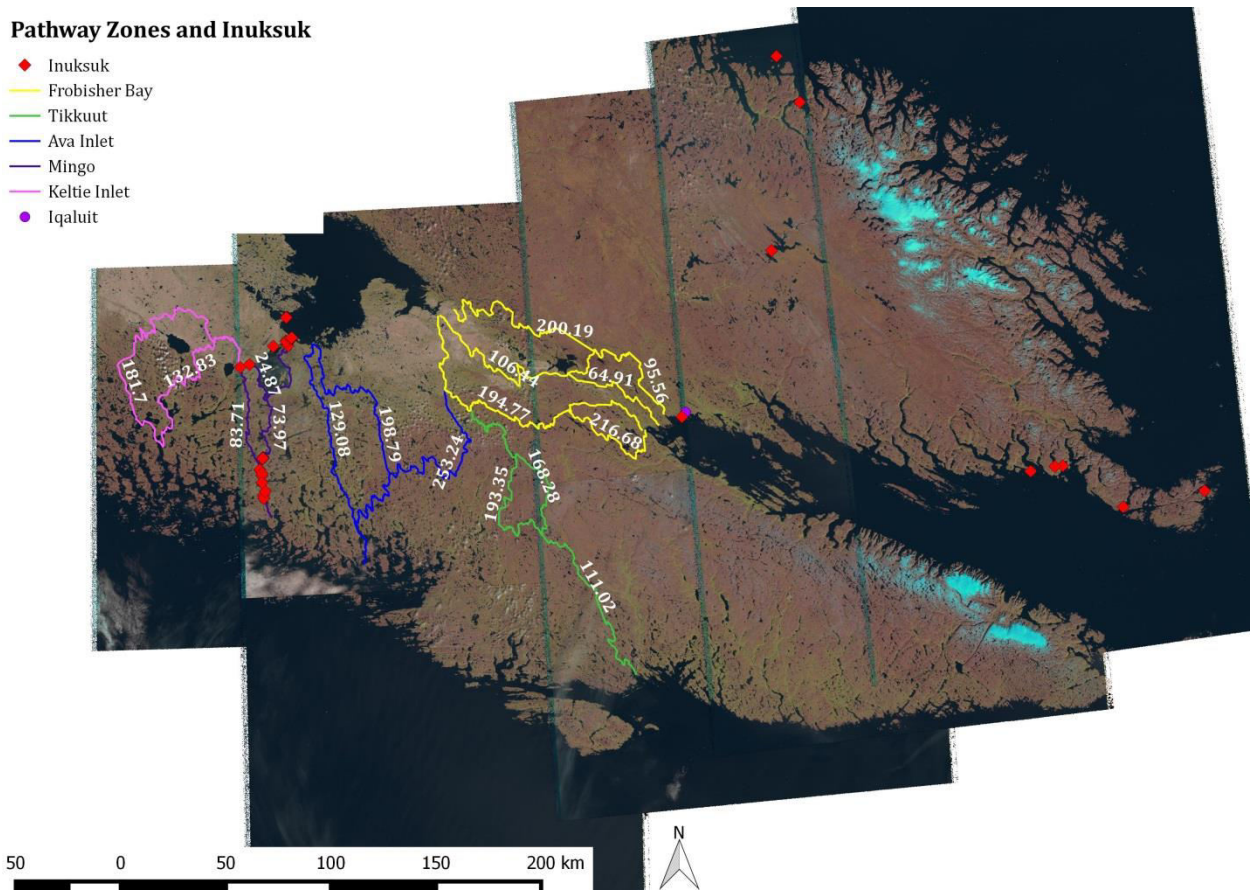 Pathway Zones and Inuksuk
Inuksuk
Frobisher Bay
Tikkuut
Ava Inlet
Mingo
Keltie Inlet
Iqaluit
200.19
95.56
106.44
64.91
194.77
216.68
181.7
132.83
24.87
83.71
73.97
129.08
198.79
253.24
193.35
168.28
111.02
N
50 0 50 100 150 200 km